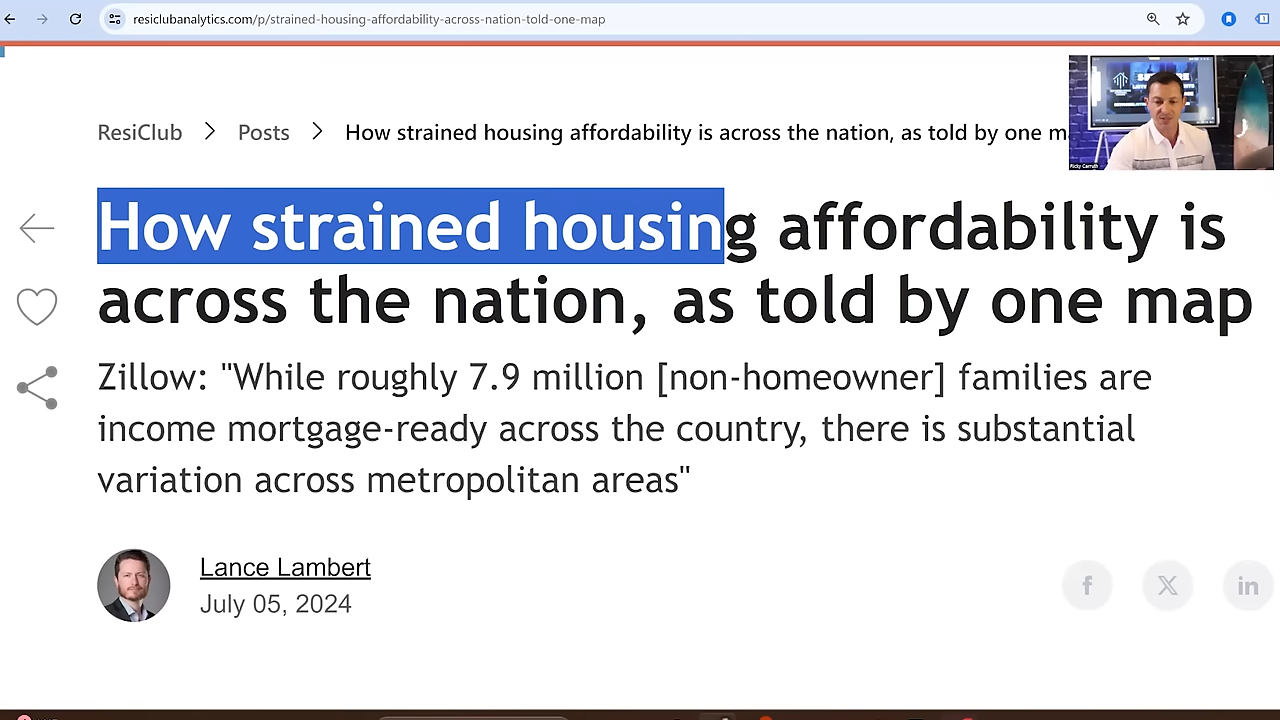 resiclubanalytics.com/p/strained-housing-affordability-across-nation-told-one-map
ResiClub > Posts > How strained housing affordability is across the nation, as told by one m
Ricky Carruth
How strained housing affordability is
across the nation, as told by one map
Zillow: "While roughly 7.9 million [non-homeowner] families are
income mortgage-ready across the country, there is substantial
variation across metropolitan areas"
Lance Lambert
July 05, 2024